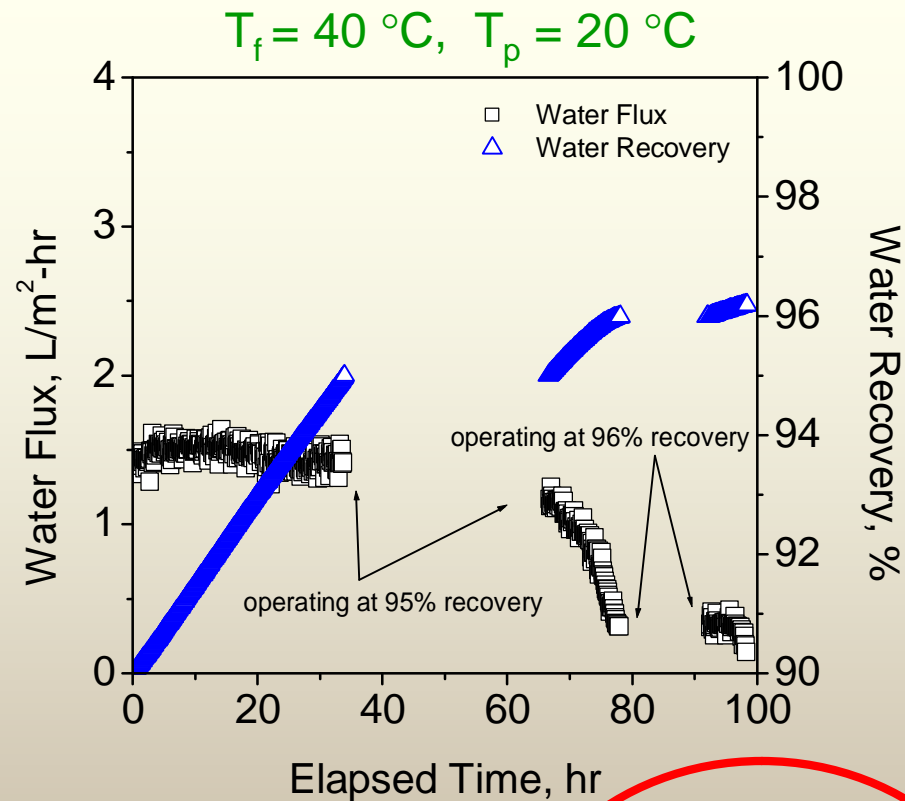 T_f = 40 °C, T_p = 20 °C
Water Flux
Water Recovery
Water Flux, L/m²-hr
4
3
2
1
0
100
98
96
94
92
90
Water Recovery, %
operating at 96% recovery
operating at 95% recovery
0 20 40 60 80 100
Elapsed Time, hr